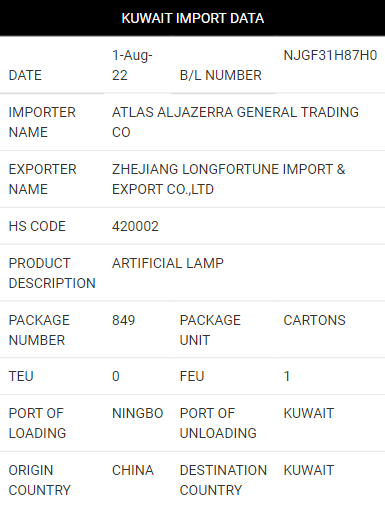 KUWAIT IMPORT DATA
DATE 1-Aug-22 B/L NUMBER NJGF31H87H0
IMPORTER NAME ATLAS ALJAZERRA GENERAL TRADING CO
EXPORTER NAME ZHEJIANG LONGFORTUNE IMPORT & EXPORT CO.,LTD
HS CODE 420002
PRODUCT DESCRIPTION ARTIFICIAL LAMP
PACKAGE NUMBER 849 PACKAGE UNIT CARTONS
TEU 0 FEU 1
PORT OF LOADING NINGBO PORT OF UNLOADING KUWAIT
ORIGIN COUNTRY CHINA DESTINATION COUNTRY KUWAIT